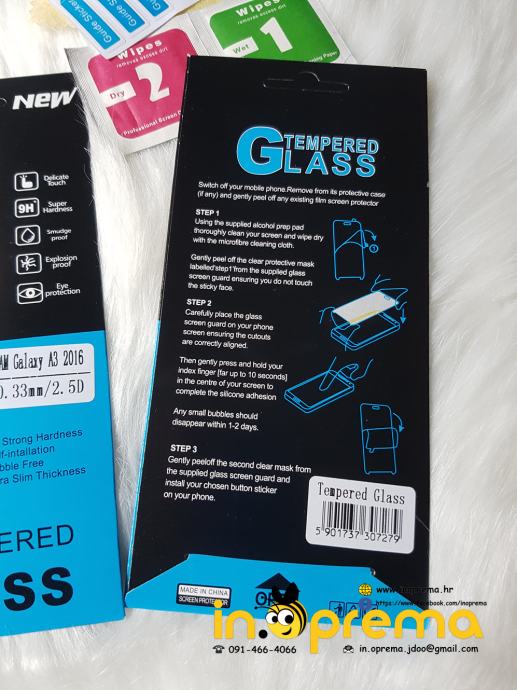 Guide Sticker
Guide Sticker
Guide Sticker
Wipes
removes excess dirt
Dry
2
Professional Screen
Wipes
removes excess dirt
Wet
1
New
Delicate
Touch
9H
Super
Hardness
Smudge
proof
Explosion
proof
Eye
protection
Galaxy A3 2016
0.33mm/2.5D
Strong Hardness
Slim Thickness
TEMPERED
GLASS
Switch off your mobile phone.Remove from its protective case
(if any) and gently peel off any existing film screen protector
STEP 1
Using the supplied alcohol prep pad
thoroughly clean your screen and wipe dry
with the microfibre cleaning cloth.
Gently peel off the clear protective mask
labelled'step1'from the supplied glass
screen guard ensuring you do not touch
the sticky face.
STEP 2
Carefully place the glass
screen guard on your phone
screen ensuring the cutouts
are correctly aligned.
Then gently press and hold your
index finger [far up to 10 seconds]
in the centre of your screen to
complete the silicone adhesion
Any small bubbles should
disappear within 1-2 days.
STEP 3
Gently peeloff the second clear mask from
the supplied glass screen guard and
install your chosen button sticker
on your phone.
Tempered Glass
5 901737 307279
MADE IN CHINA
SCREEN PROTECTOR
www.inoprema.hr
https://www.facebook.com/inoprema
in.oprema
091-466-4066
in.oprema.jdoo@gmail.com